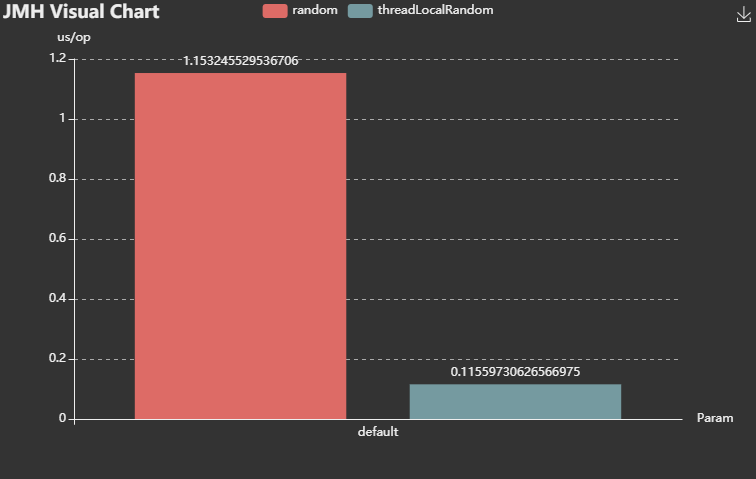 JMH Visual Chart
random
threadLocalRandom
us/op
1.2
1.153245529536706
1
0.8
0.6
0.4
0.2
0.11559730626566975
0
Param
default